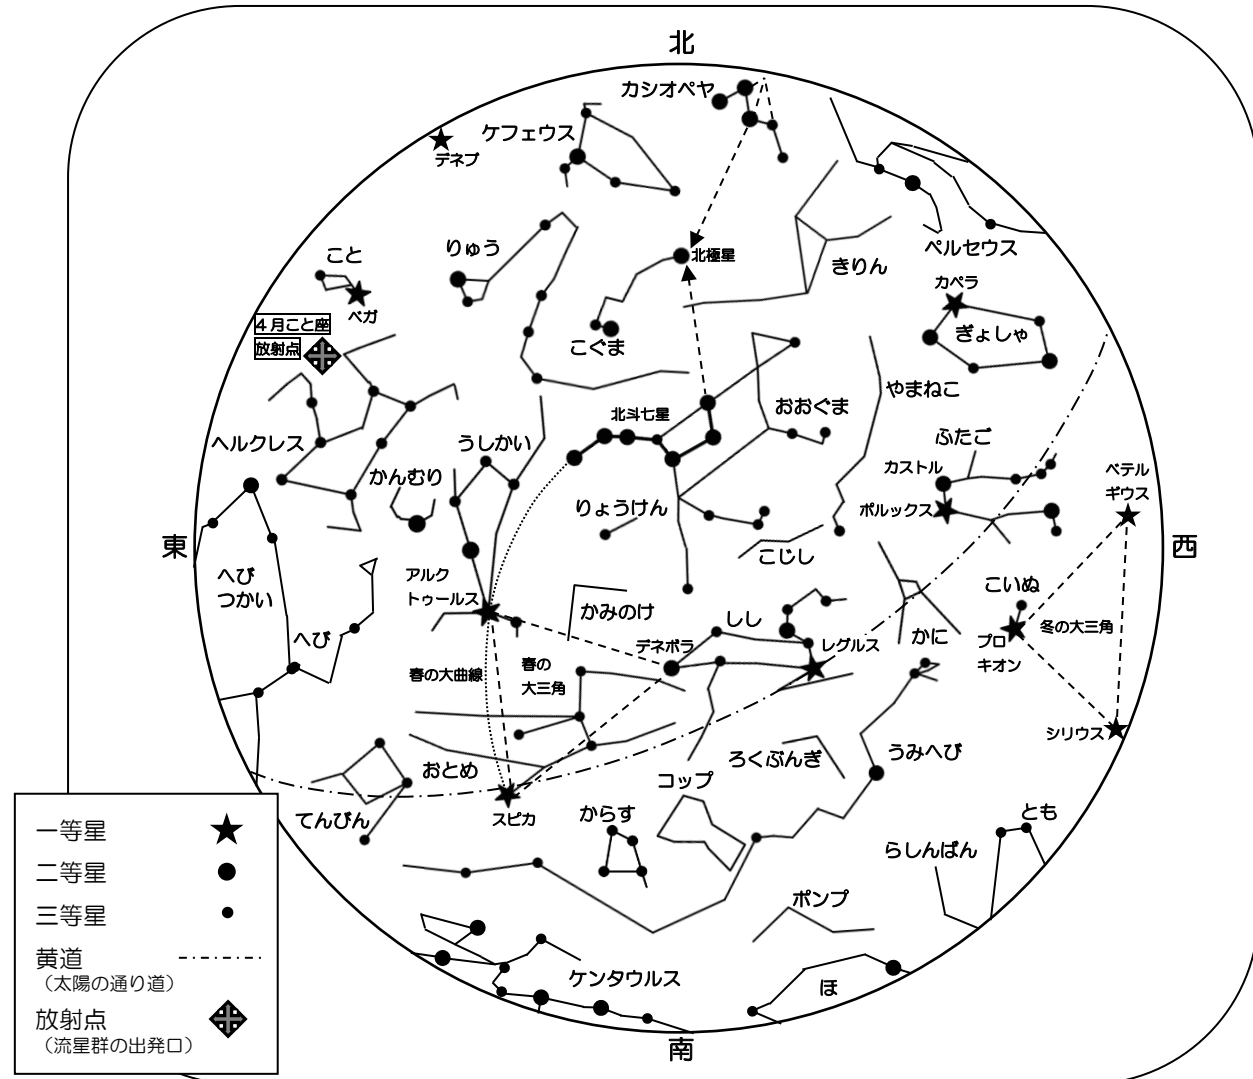 北
カシオペヤ
ケフェウス
デネブ
ペルセウス
りゅう
こと
北極星
きりん
カペラ
ベガ
4月こと座
放射点
ぎょしゃ
こぐま
やまねこ
おおぐま
北斗七星
ヘルクレス
うしかい
ふたご
カストル
ベテル
ギウス
かんむり
りょうけん
ポルックス
東
西
こじし
へび
つかい
アルク
トゥールス
こいぬ
かみのけ
しし
冬の大三角
へび
デネボラ
レグルス
かに
プロ
キオン
春の大曲線
春の
大三角
シリウス
うみへび
ろくぶんぎ
おとめ
コップ
てんびん
スピカ
からす
とも
らしんばん
ポンプ
ケンタウルス
ほ
南
一等星
二等星
三等星
黄道
(太陽の通り道)
放射点
(流星群の出発口)